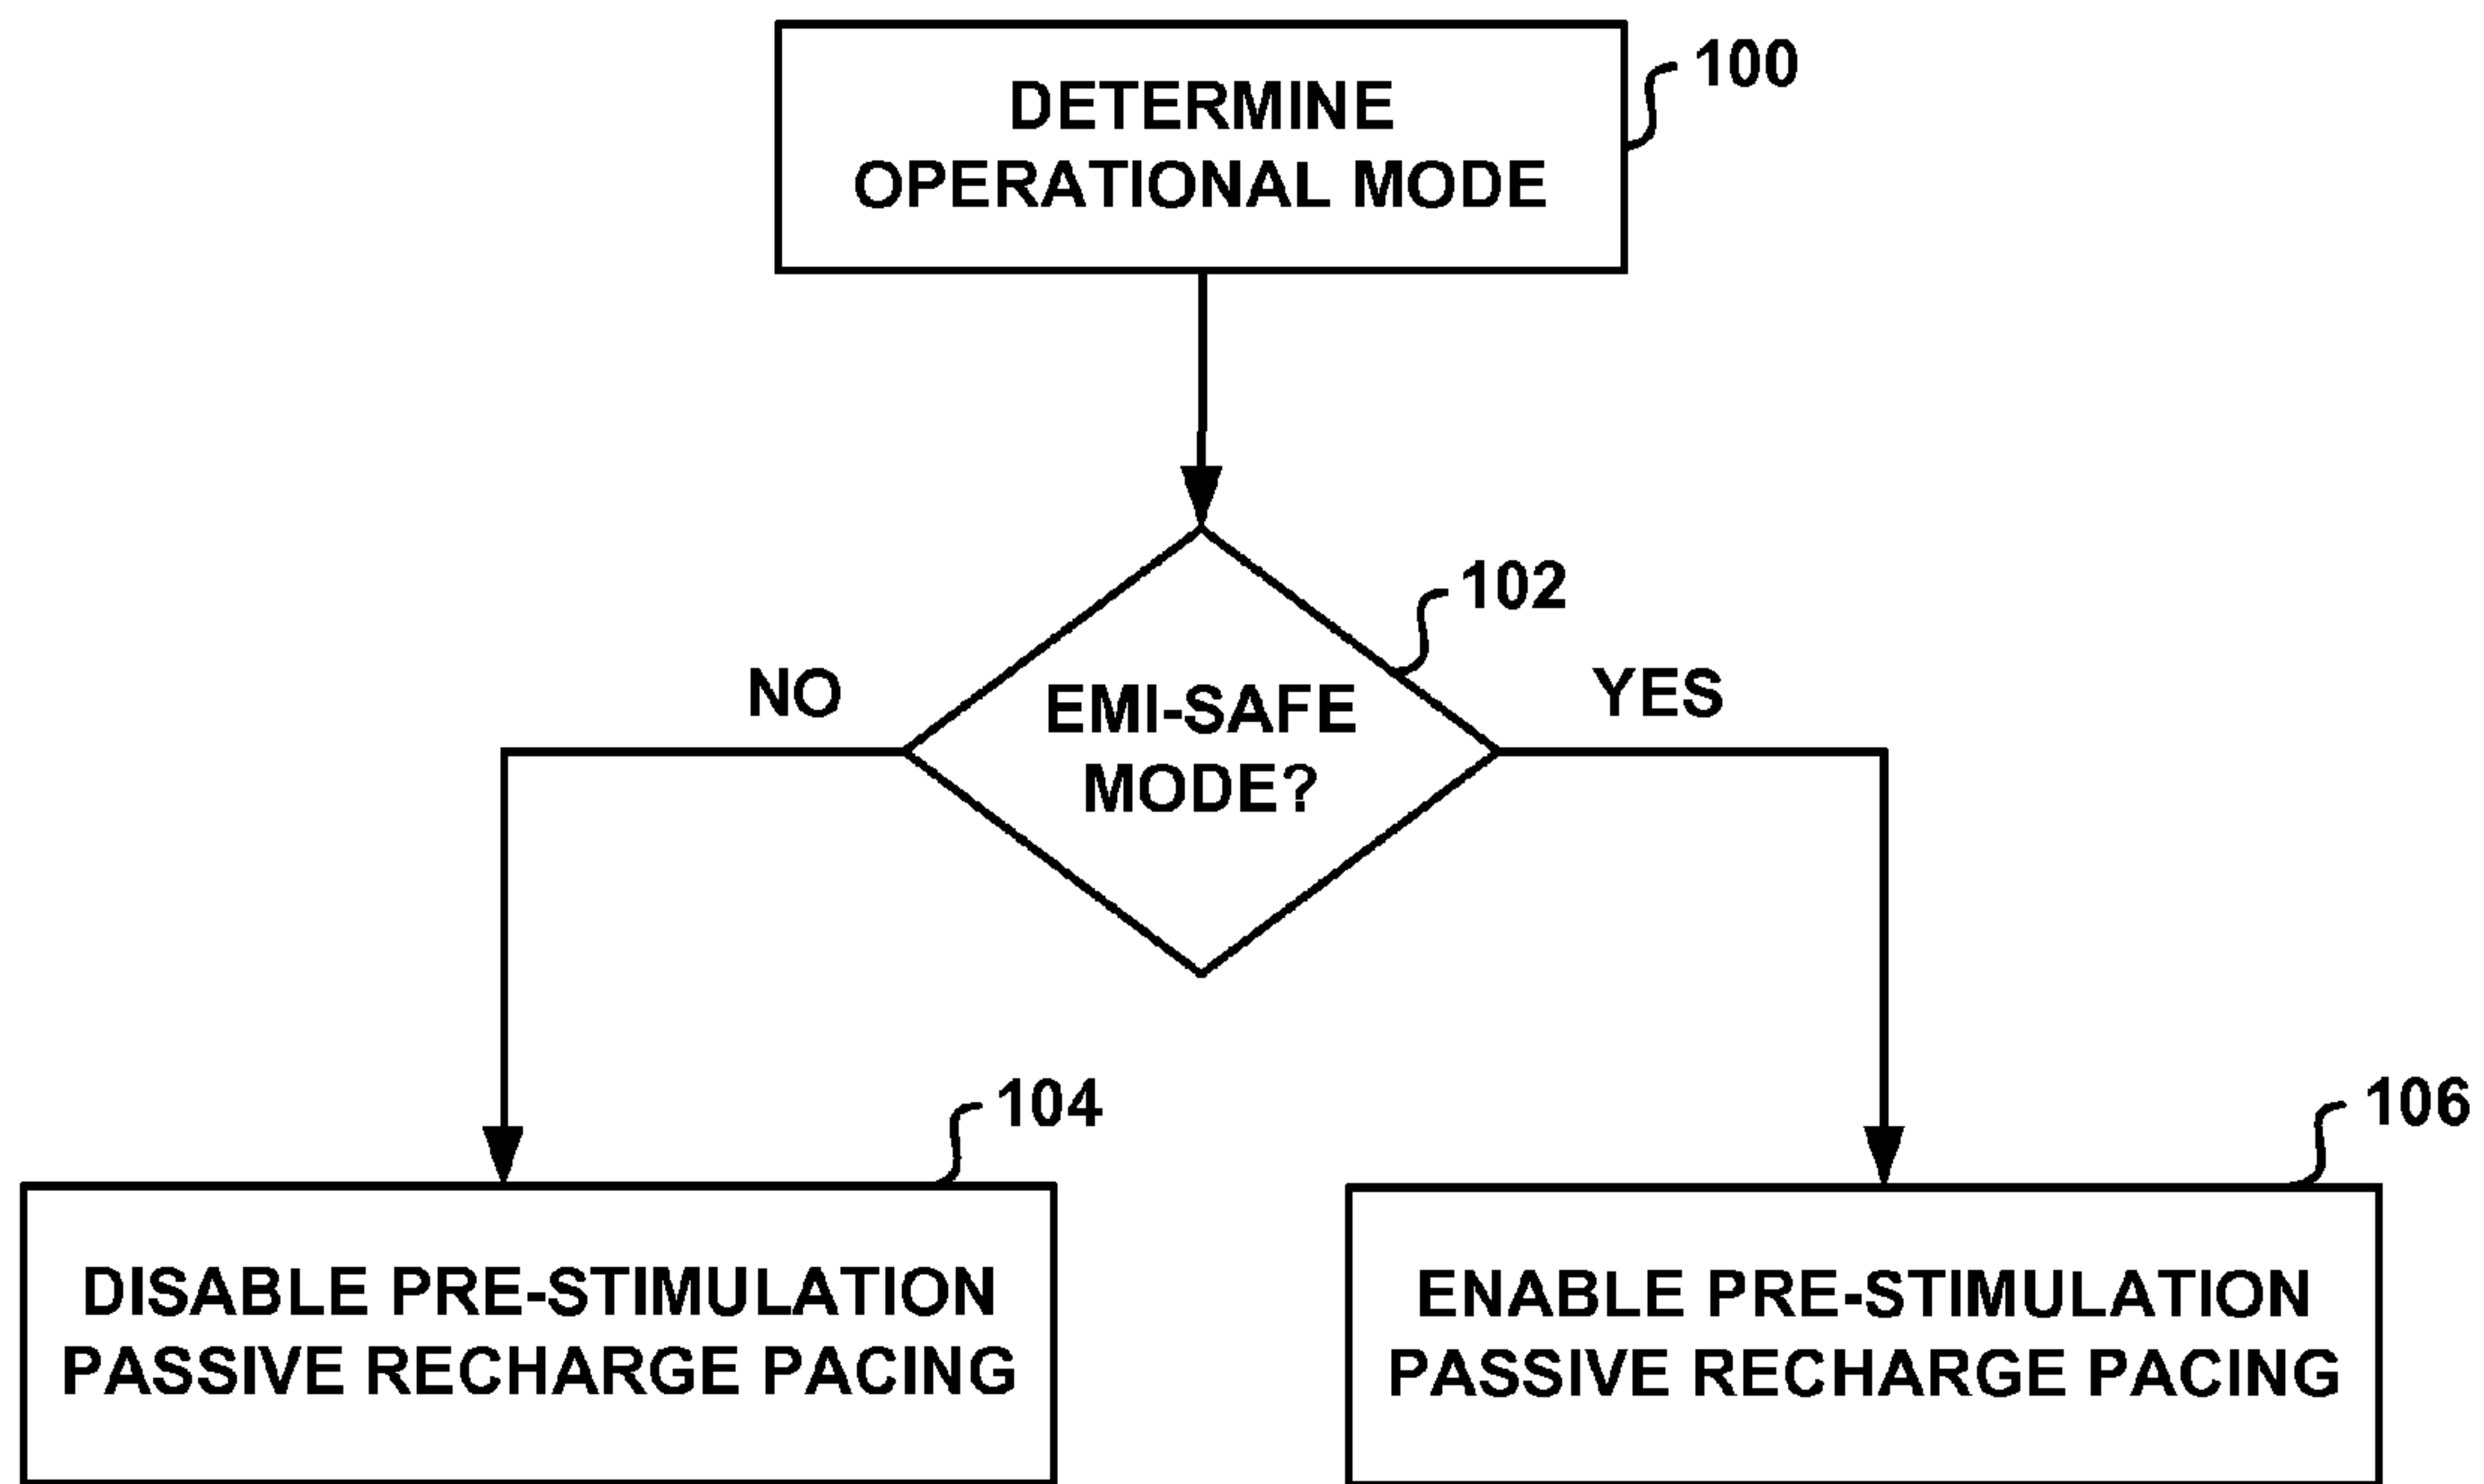 DETERMINE
OPERATIONAL MODE
100
102
NO
EMI-SAFE
MODE?
YES
104
106
DISABLE PRE-STIMULATION
PASSIVE RECHARGE PACING
ENABLE PRE-STIMULATION
PASSIVE RECHARGE PACING